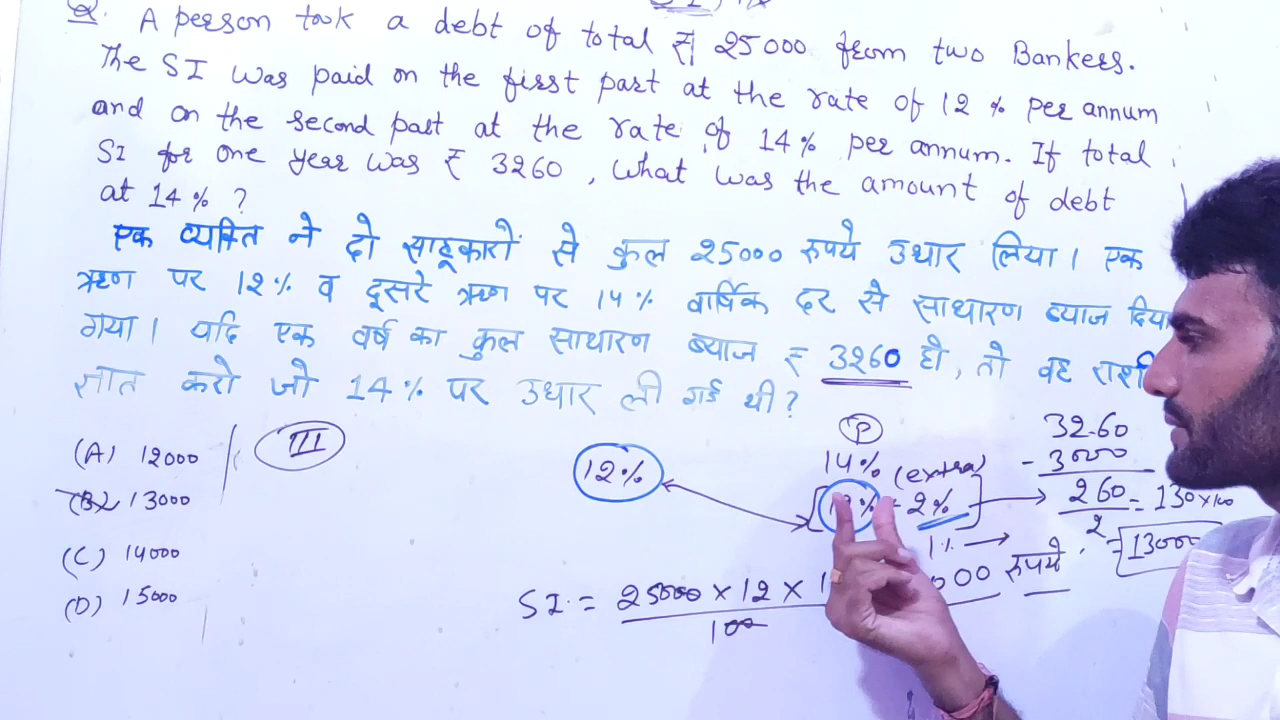 Q. A person took a debt of total ₹ 25000 from two Bankers.
The SI was paid on the first part at the rate of 12 % per annum
and on the second part at the rate of 14% per annum. If total
SI for one year was ₹ 3260, what was the amount of debt
at 14% ?
एक व्यक्ति ने दो साहूकारों से कुल 25000 रुपये उधार लिया। एक
ऋण पर 12% व दूसरे ऋण पर 14% वार्षिक दर से साधारण ब्याज दिया
गया। यदि एक वर्ष का कुल साधारण ब्याज ₹ 3260 हो, तो वह राशी
ज्ञात करो जो 14% पर उधार ली गई थी?
(A) 12000
(B) 13000
(C) 14000
(D) 15000
III
12%
P
14% (extra)
2%
1% → रुपये
3260
- 3000
260 = 130 × 100
2
= 13000
SI = 25000 × 12 ×
100